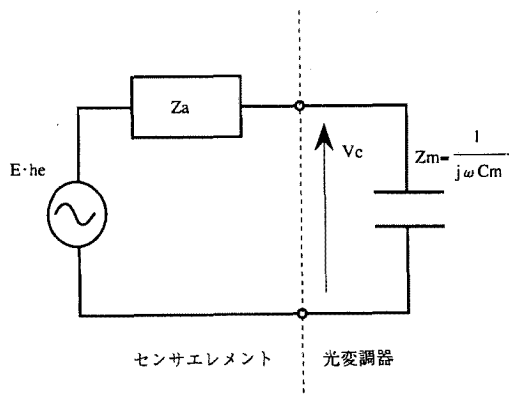 Za
Vc
Zm= 1 / jωCm
E·he
センサエレメント
光変調器